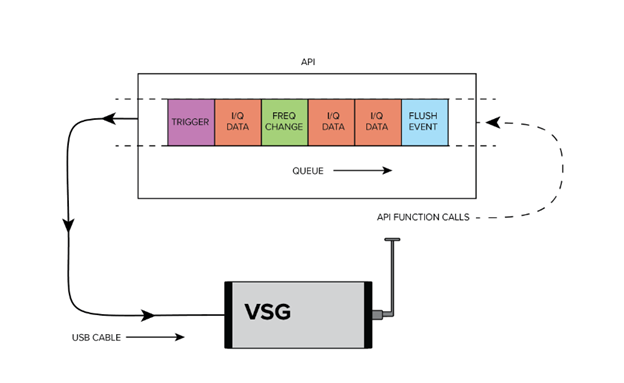 API
TRIGGER
I/Q
DATA
FREQ
CHANGE
I/Q
DATA
I/Q
DATA
FLUSH
EVENT
QUEUE
API FUNCTION CALLS
VSG
USB CABLE